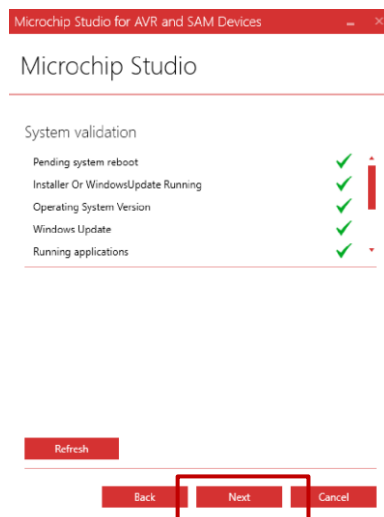 Microchip Studio for AVR and SAM Devices
Microchip Studio
System validation
Pending system reboot
Installer Or WindowsUpdate Running
Operating System Version
Windows Update
Running applications
Refresh
Back Next Cancel